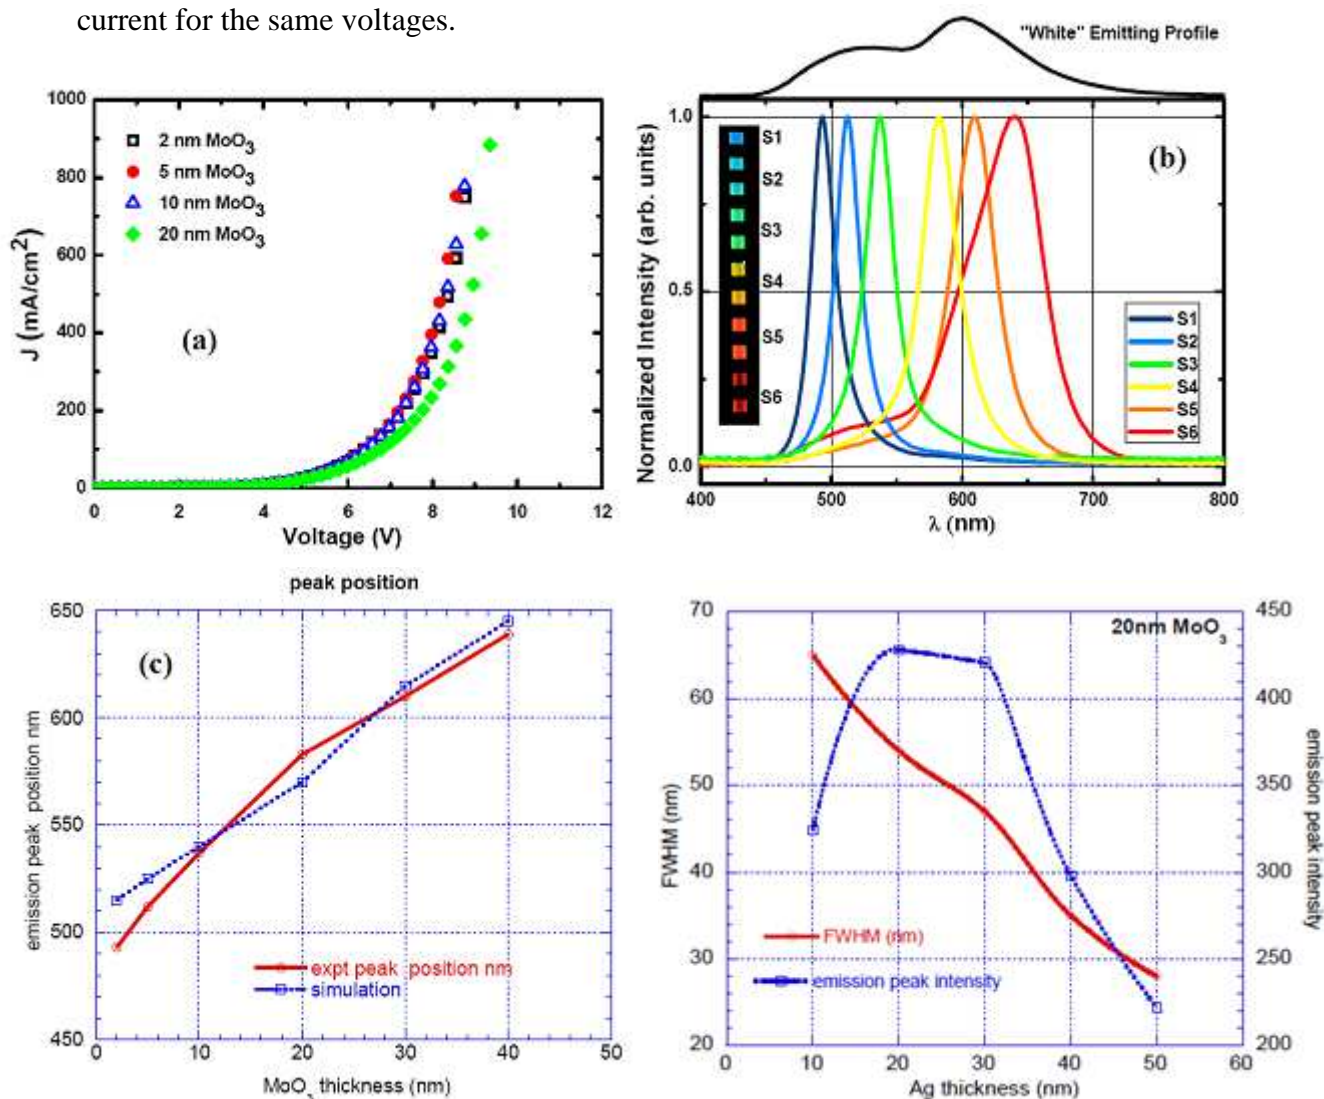 current for the same voltages.
1000
800
600
400
200
0
J (mA/cm²)
2 nm MoO₃
5 nm MoO₃
10 nm MoO₃
20 nm MoO₃
(a)
0 2 4 6 8 10 12
Voltage (V)
"White" Emitting Profile
1.0
0.5
0.0
Normalized Intensity (arb. units)
S1
S2
S3
S4
S5
S6
(b)
S1
S2
S3
S4
S5
S6
400 500 600 700 800
λ (nm)
peak position
650
600
550
500
450
emission peak position nm
(c)
expt peak position nm
simulation
0 10 20 30 40 50
MoO₃ thickness (nm)
70
60
50
40
30
20
FWHM (nm)
20nm MoO₃
FWHM (nm)
emission peak intensity
450
400
350
300
250
200
emission peak intensity
0 10 20 30 40 50 60
Ag thickness (nm)